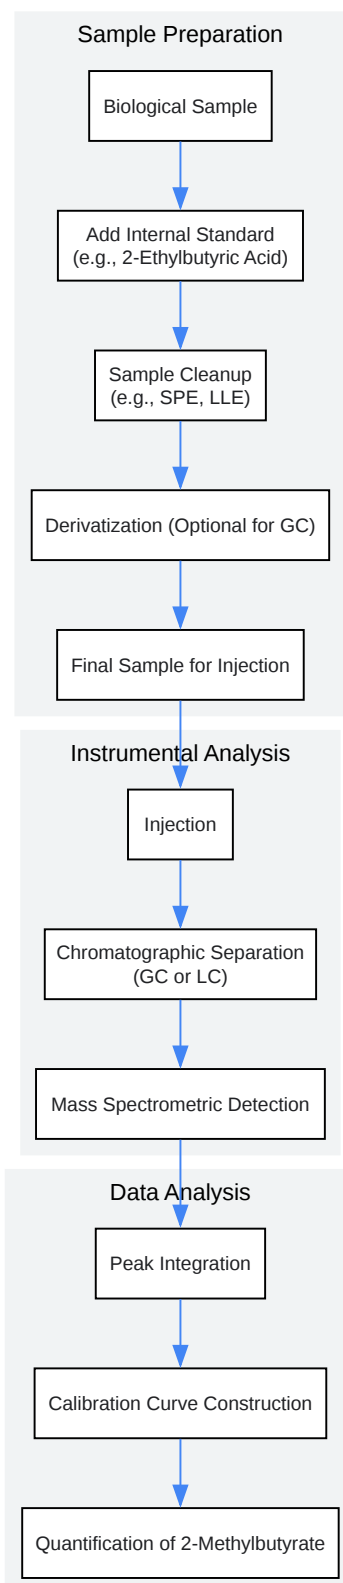 Sample Preparation
Biological Sample
Add Internal Standard
(e.g., 2-Ethylbutyric Acid)
Sample Cleanup
(e.g., SPE, LLE)
Derivatization (Optional for GC)
Final Sample for Injection
Instrumental Analysis
Injection
Chromatographic Separation
(GC or LC)
Mass Spectrometric Detection
Data Analysis
Peak Integration
Calibration Curve Construction
Quantification of 2-Methylbutyrate